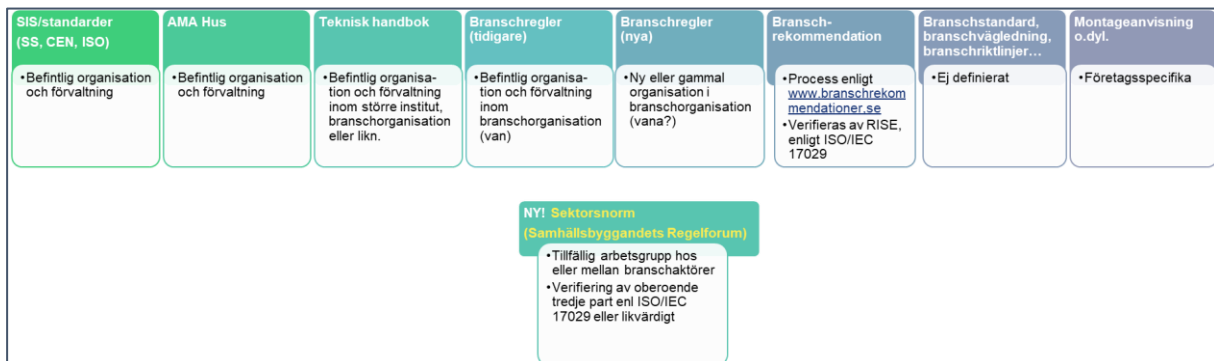 SIS/standarder
(SS, CEN, ISO)
•Befintlig organisation
och förvaltning
AMA Hus
•Befintlig organisation
och förvaltning
Teknisk handbok
•Befintlig organisa-
tion och förvaltning
inom större institut,
branschorganisation
eller likn.
Branschregler
(tidigare)
•Befintlig organisa-
tion och förvaltning
inom
branschorganisation
(van)
Branschregler
(nya)
•Ny eller gammal
organisation i
branschorganisation
(vana?)
Bransch-
rekommendation
•Process enligt
www.branschrekom
mendationer.se
•Verifieras av RISE,
enligt ISO/IEC
17029
Branschstandard,
branschvägledning,
branschriktlinjer…
•Ej definierat
Montageanvisning
o.dyl.
•Företagsspecifika
NY! Sektorsnorm
(Samhällsbyggandets Regelforum)
•Tillfällig arbetsgrupp hos
eller mellan branschaktörer
•Verifiering av oberoende
tredje part enl ISO/IEC
17029 eller likvärdigt